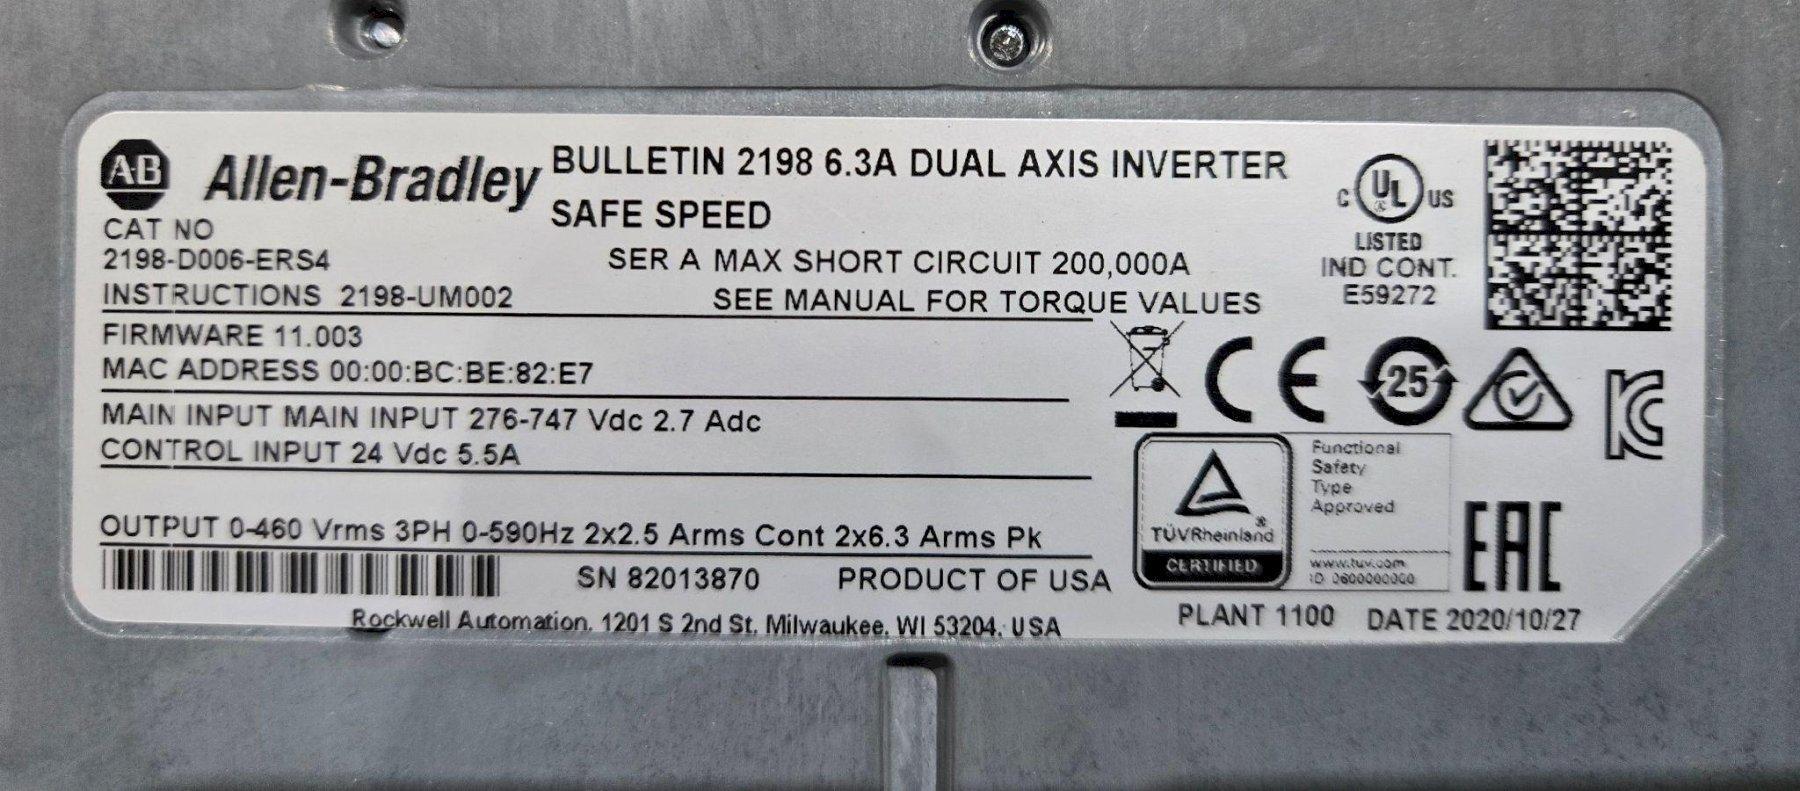 AB Allen-Bradley
BULLETIN 2198 6.3A DUAL AXIS INVERTER
SAFE SPEED
CAT NO
2198-D006-ERS4
SER A MAX SHORT CIRCUIT 200,000A
INSTRUCTIONS 2198-UM002
SEE MANUAL FOR TORQUE VALUES
C UL US
LISTED
IND CONT.
E59272
FIRMWARE 11.003
MAC ADDRESS 00:00:BC:BE:82:E7
MAIN INPUT MAIN INPUT 276-747 Vdc 2.7 Adc
CONTROL INPUT 24 Vdc 5.5A
OUTPUT 0-460 Vrms 3PH 0-590Hz 2x2.5 Arms Cont 2x6.3 Arms Pk
CE
25
KC
TÜVRheinland®
CERTIFIED
Functional
Safety
Type
Approved
www.tuv.com
ID 0600000000
EAC
SN 82013870 PRODUCT OF USA
PLANT 1100 DATE 2020/10/27
Rockwell Automation, 1201 S 2nd St, Milwaukee, WI 53204, USA